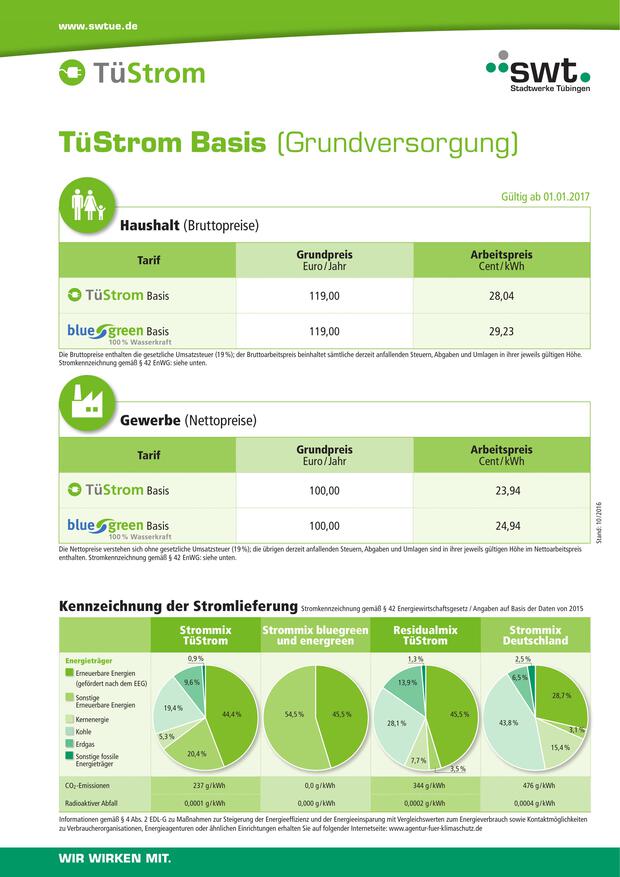 www.swtue.de
TüStrom
swt.
Stadtwerke Tübingen
TüStrom Basis (Grundversorgung)
Gültig ab 01.01.2017
Haushalt (Bruttopreise)
Tarif Grundpreis Euro/Jahr Arbeitspreis Cent/kWh
TüStrom Basis 119,00 28,04
bluegreen Basis 119,00 29,23
100 % Wasserkraft
Die Bruttopreise enthalten die gesetzliche Umsatzsteuer (19 %); der Bruttoarbeitspreis beinhaltet sämtliche derzeit anfallenden Steuern, Abgaben und Umlagen in ihrer jeweils gültigen Höhe.
Stromkennzeichnung gemäß § 42 EnWG: siehe unten.
Gewerbe (Nettopreise)
Tarif Grundpreis Euro/Jahr Arbeitspreis Cent/kWh
TüStrom Basis 100,00 23,94
bluegreen Basis 100,00 24,94
100 % Wasserkraft
Die Nettopreise verstehen sich ohne gesetzliche Umsatzsteuer (19 %); die übrigen derzeit anfallenden Steuern, Abgaben und Umlagen sind in ihrer jeweils gültigen Höhe im Nettoarbeitspreis
enthalten. Stromkennzeichnung gemäß § 42 EnWG: siehe unten.
Stand: 10/2016
Kennzeichnung der Stromlieferung Stromkennzeichnung gemäß § 42 Energiewirtschaftsgesetz / Angaben auf Basis der Daten von 2015
Strommix TüStrom
Strommix bluegreen und energreen
Residualmix TüStrom
Strommix Deutschland
Energieträger
Erneuerbare Energien
(gefördert nach dem EEG)
Sonstige
Erneuerbare Energien
Kernenergie
Kohle
Erdgas
Sonstige fossile
Energieträger
0,9 %
9,6 %
19,4 %
5,3 %
20,4 %
44,4 %
54,5 %
45,5 %
1,3 %
13,9 %
28,1 %
7,7 %
3,5 %
45,5 %
2,5 %
6,5 %
43,8 %
15,4 %
3,1 %
28,7 %
CO₂-Emissionen 237 g/kWh 0,0 g/kWh 344 g/kWh 476 g/kWh
Radioaktiver Abfall 0,0001 g/kWh 0,000 g/kWh 0,0002 g/kWh 0,0004 g/kWh
Informationen gemäß § 4 Abs. 2 EDL-G zu Maßnahmen zur Steigerung der Energieeffizienz und der Energieeinsparung mit Vergleichswerten zum Energieverbrauch sowie Kontaktmöglichkeiten
zu Verbraucherorganisationen, Energieagenturen oder ähnlichen Einrichtungen erhalten Sie auf folgender Internetseite: www.agentur-fuer-klimaschutz.de
WIR WIRKEN MIT.